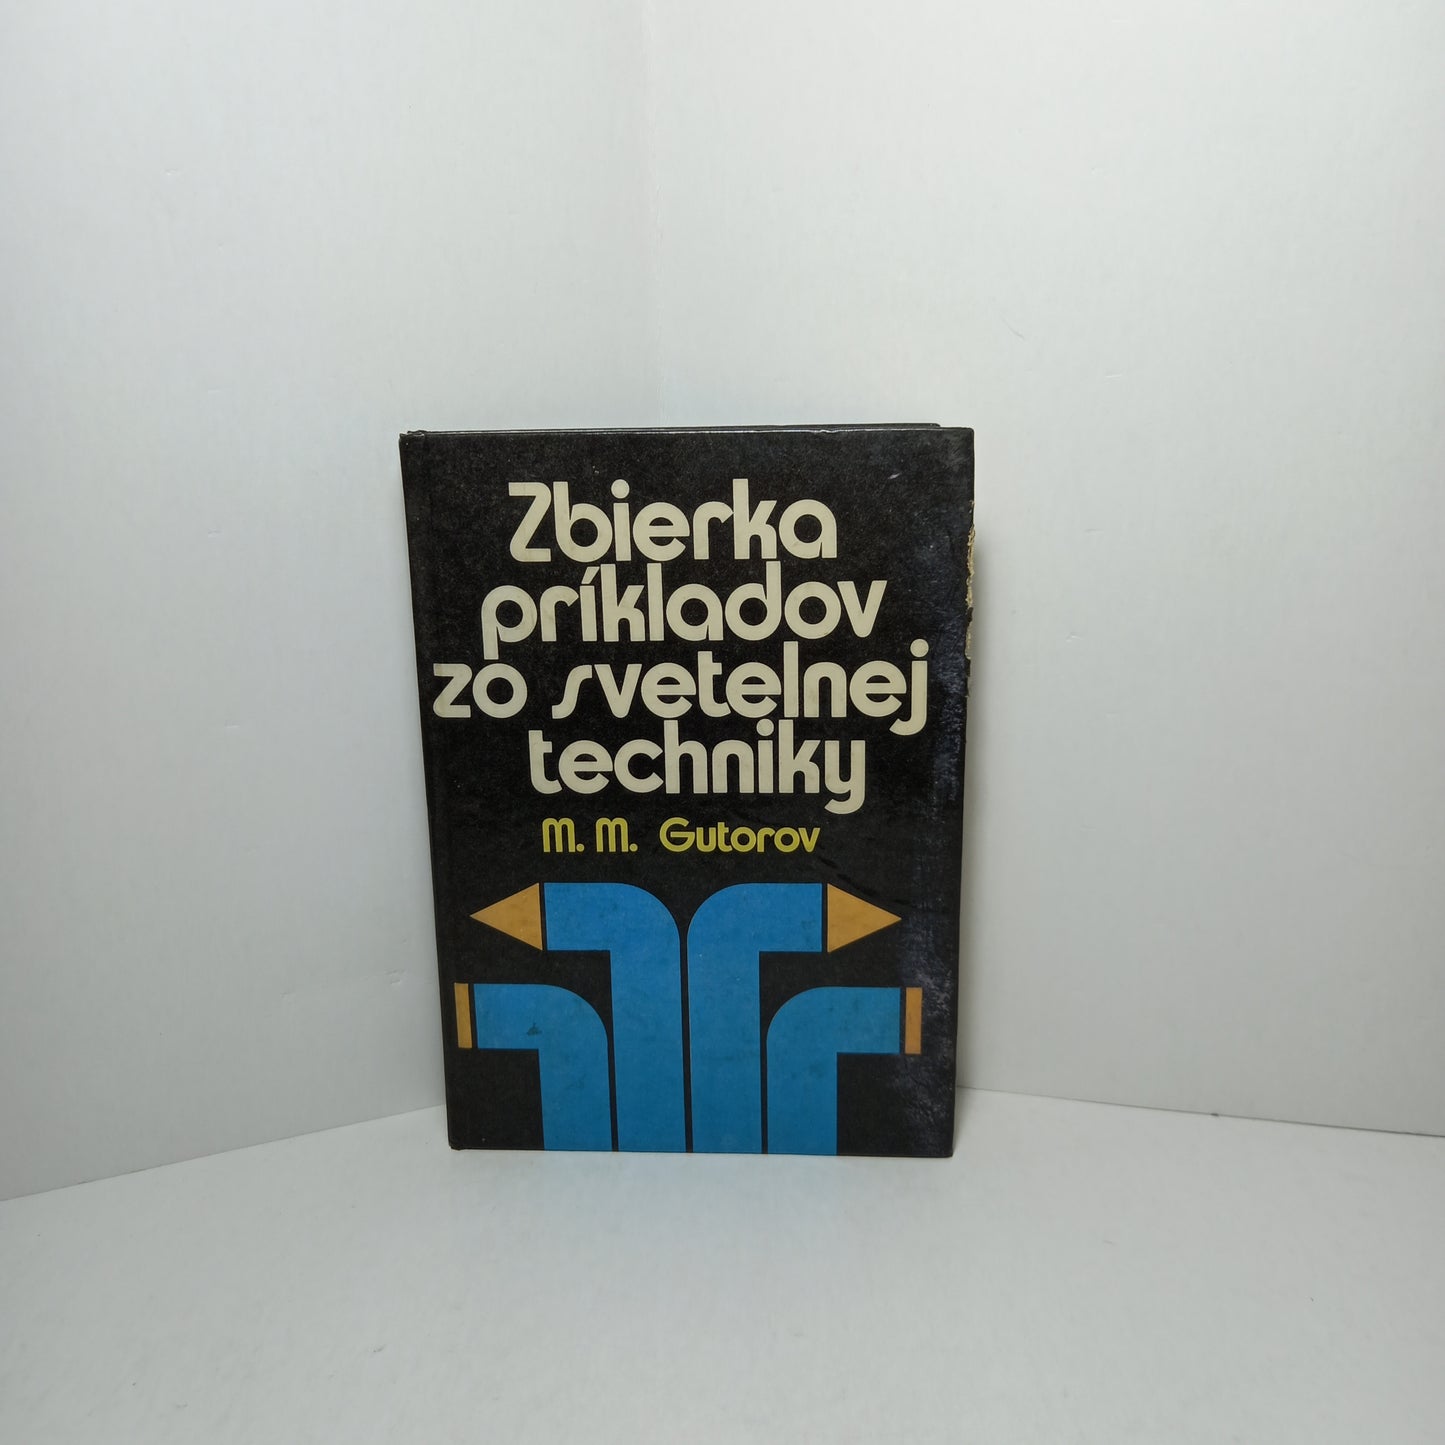 Zbierka
príkladov
zo svetelnej
techniky
M. M. Gutorov